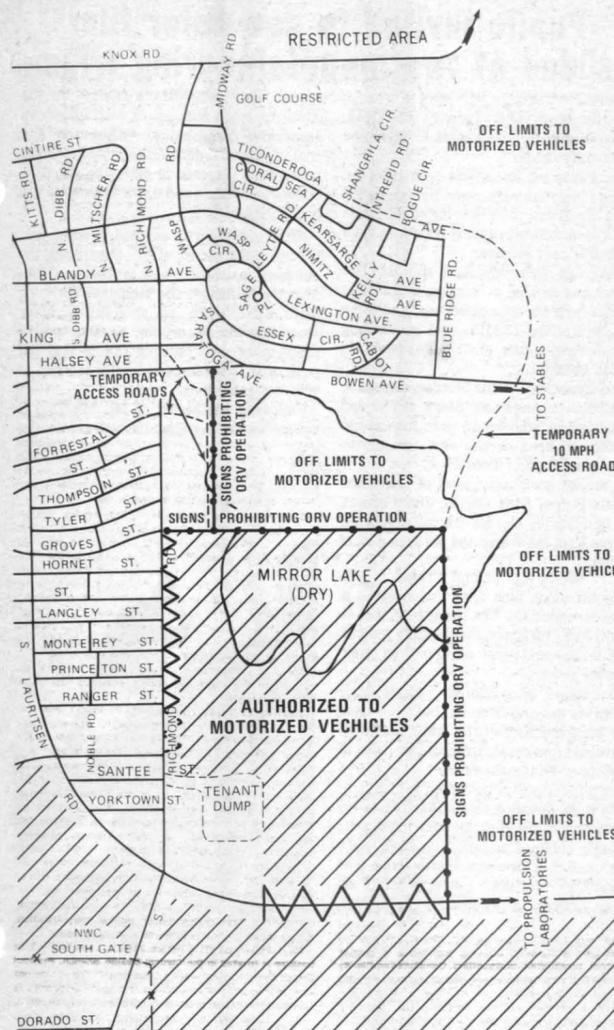 RESTRICTED AREA
KNOX RD
MIDWAY RD
GOLF COURSE
OFF LIMITS TO
MOTORIZED VEHICLES
CINTIRE ST
KITTS RD
N. DIBB RD
MITSCHER RD
N. RICHMOND RD
WASP RD.
TICONDEROGA AVE.
CORAL SEA
CIR.
SHANGRILA CIR.
INTREPID RD.
BOGUE CIR.
KEARSARGE AVE
NIMITZ AVE.
KELLY RD.
LEYTE RD.
WASP
CIR.
SAGE PL.
BLANDY AVE.
LEXINGTON AVE.
BLUE RIDGE RD.
S. DIBB RD
SARATOGA AVE.
ESSEX CIR.
CABOT RD
KING AVE
HALSEY AVE
BOWEN AVE.
TO STABLES
TEMPORARY
ACCESS ROADS
SIGNS PROHIBITING
ORV OPERATION
TEMPORARY
10 MPH
ACCESS ROAD
FORRESTAL ST.
ST.
THOMPSON ST.
TYLER ST.
GROVES ST.
HORNET ST.
ST.
LANGLEY ST.
MONTEREY ST.
PRINCETON ST.
RANGER ST.
OFF LIMITS TO
MOTORIZED VEHICLES
SIGNS PROHIBITING ORV OPERATION
OFF LIMITS TO
MOTORIZED VEHIC
MIRROR LAKE
(DRY)
AUTHORIZED TO
MOTORIZED VECHICLES
SIGNS PROHIBITING ORV OPERATION
S. LAURITSEN RD
NOBLE RD.
S. RICHMOND RD
SANTEE ST.
YORKTOWN ST.
TENANT
DUMP
OFF LIMITS TO
MOTORIZED VEHICLES
TO PROPULSION
LABORATORIES
NWC
SOUTH GATE
DORADO ST.